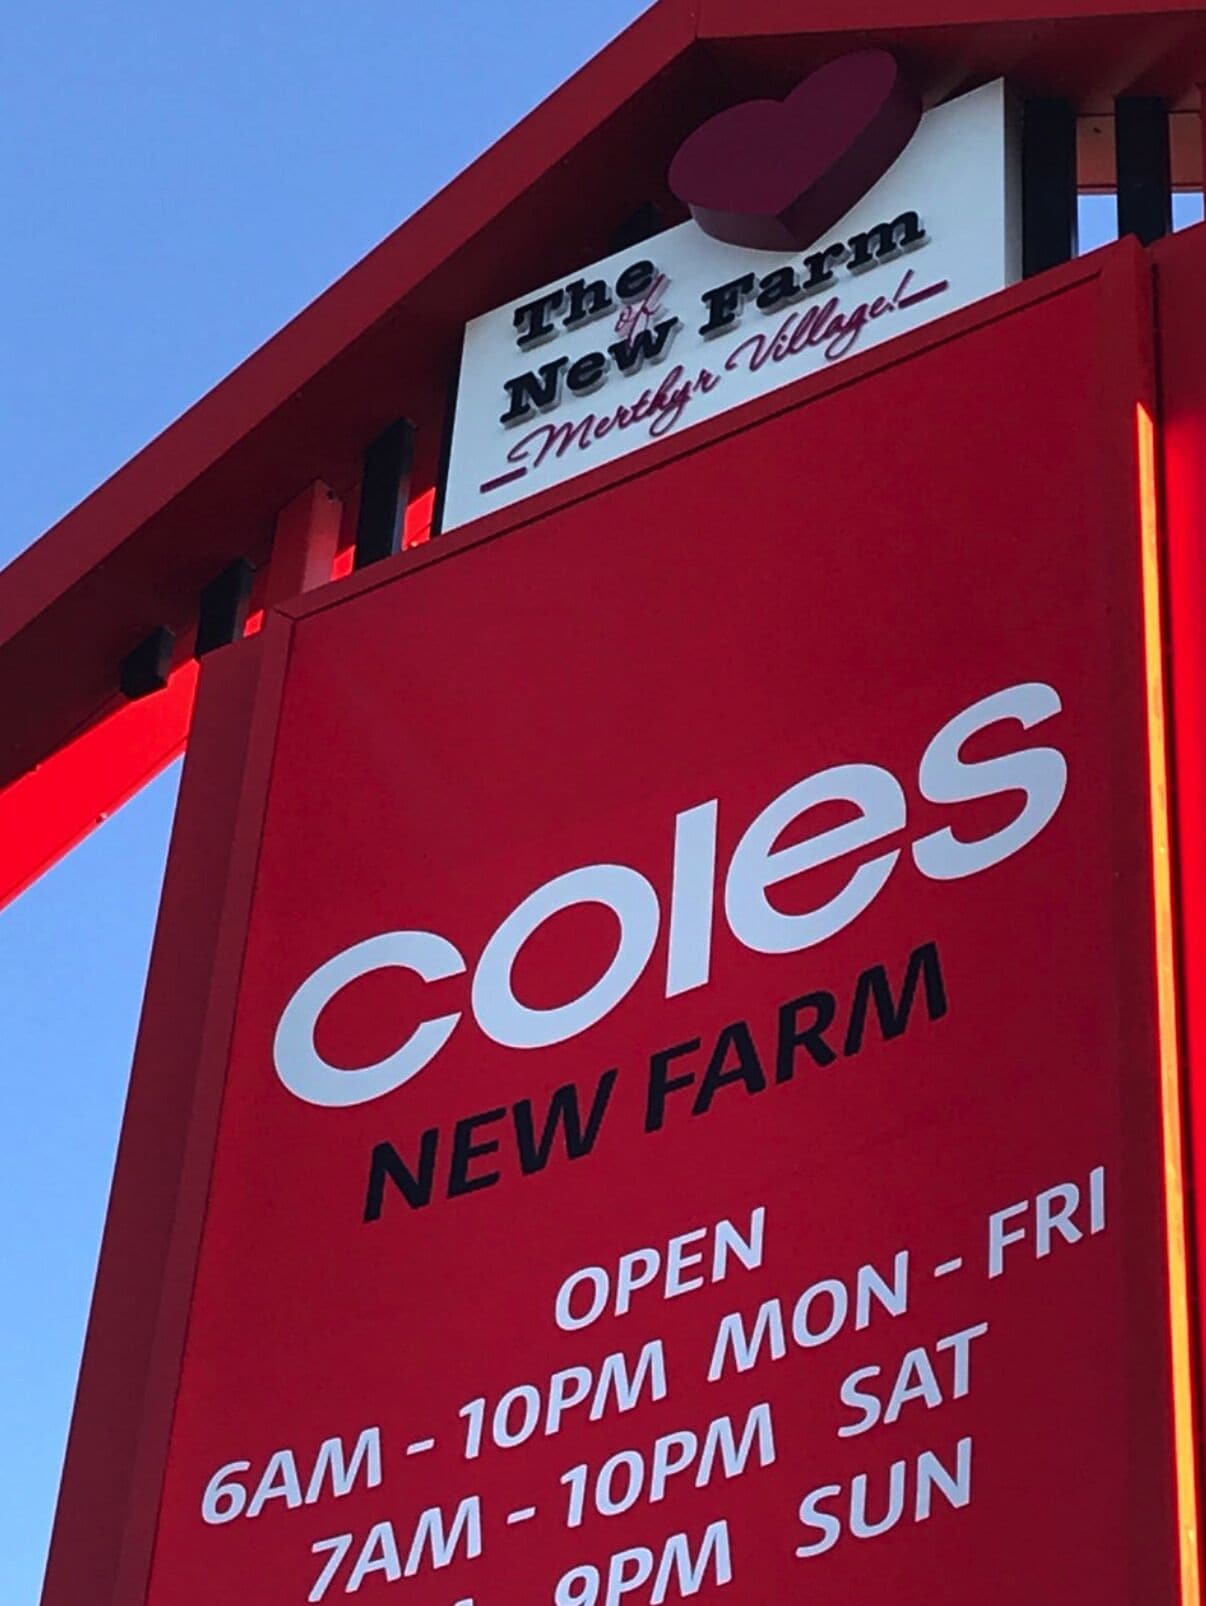 The
of
New Farm
Merthyr Village!
coles
NEW FARM
OPEN
6AM - 10PM MON - FRI
7AM - 10PM SAT
9PM SUN